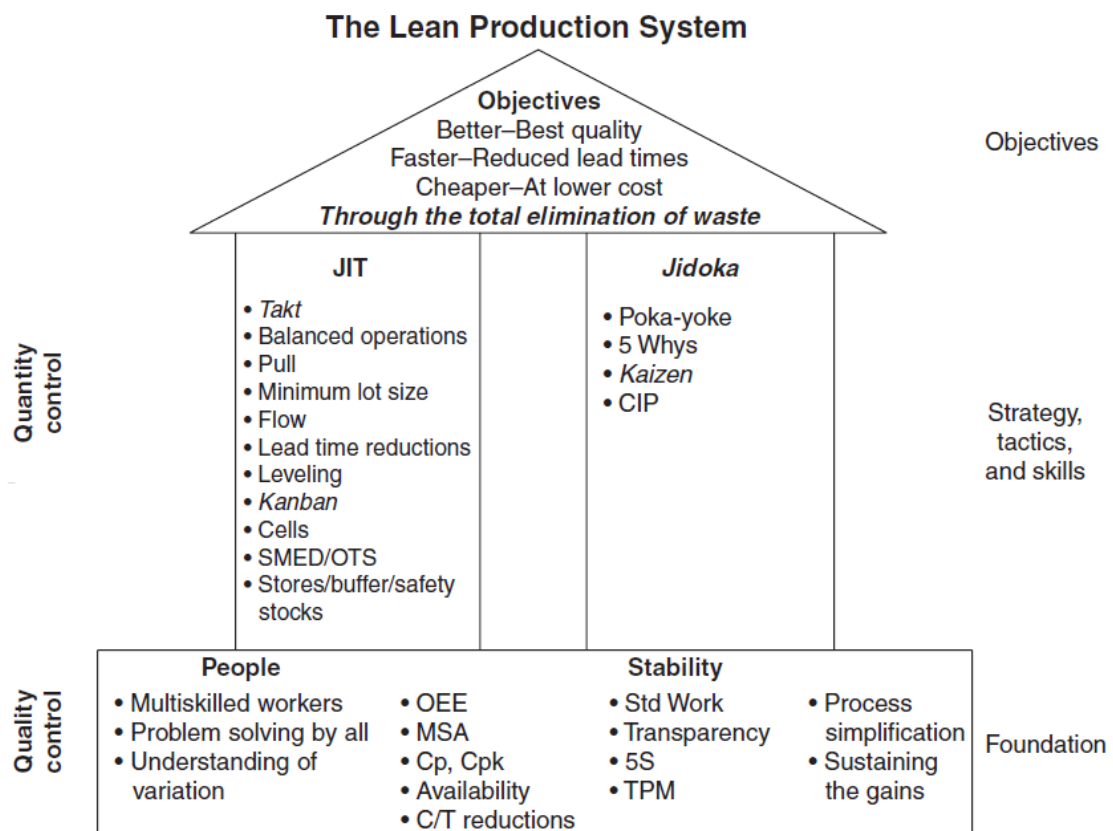 The Lean Production System
Objectives
Better–Best quality
Faster–Reduced lead times
Cheaper–At lower cost
Through the total elimination of waste
Objectives
Quantity
control
JIT
• Takt
• Balanced operations
• Pull
• Minimum lot size
• Flow
• Lead time reductions
• Leveling
• Kanban
• Cells
• SMED/OTS
• Stores/buffer/safety
stocks
Jidoka
• Poka-yoke
• 5 Whys
• Kaizen
• CIP
Strategy,
tactics,
and skills
Quality
control
People
• Multiskilled workers
• Problem solving by all
• Understanding of
variation
Stability
• OEE
• MSA
• Cp, Cpk
• Availability
• C/T reductions
• Std Work
• Transparency
• 5S
• TPM
• Process
simplification
• Sustaining
the gains
Foundation